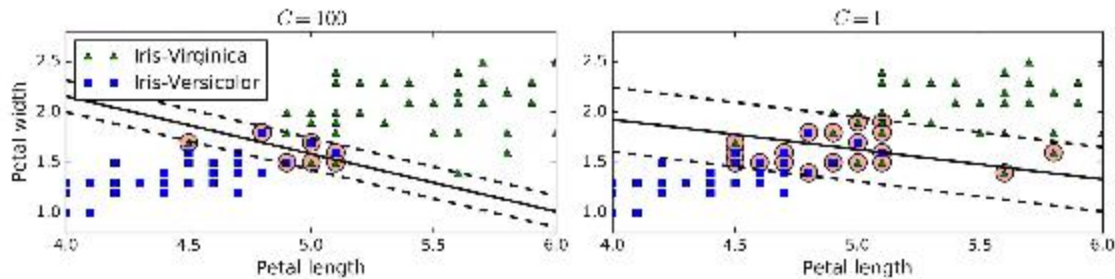 C = 100
C = 1
Petal width
2.5
2.0
1.5
1.0
Iris-Virginica
Iris-Versicolor
4.0 4.5 5.0 5.5 6.0
Petal length
2.5
2.0
1.5
1.0
4.0 4.5 5.0 5.5 6.0
Petal length